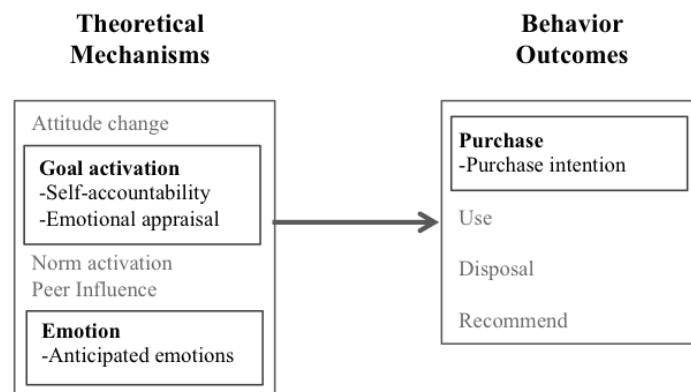 Theoretical
Mechanisms
Attitude change
Goal activation
-Self-accountability
-Emotional appraisal
Norm activation
Peer Influence
Emotion
-Anticipated emotions
Behavior
Outcomes
Purchase
-Purchase intention
Use
Disposal
Recommend